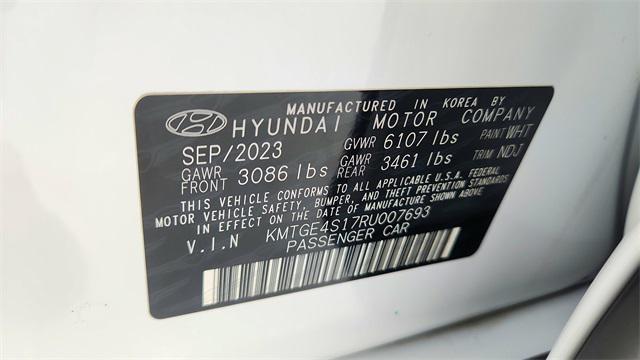 MANUFACTURED IN KOREA BY
HYUNDAI MOTOR COMPANY
SEP/2023 GVWR 6107 lbs PAINT WHT
GAWR FRONT 3086 lbs GAWR REAR 3461 lbs TRIM NDJ
THIS VEHICLE CONFORMS TO ALL APPLICABLE U.S.A. FEDERAL
MOTOR VEHICLE SAFETY, BUMPER, AND THEFT PREVENTION STANDARDS
IN EFFECT ON THE DATE OF MANUFACTURE SHOWN ABOVE
V.I.N KMTGE4S17RU007693
PASSENGER CAR